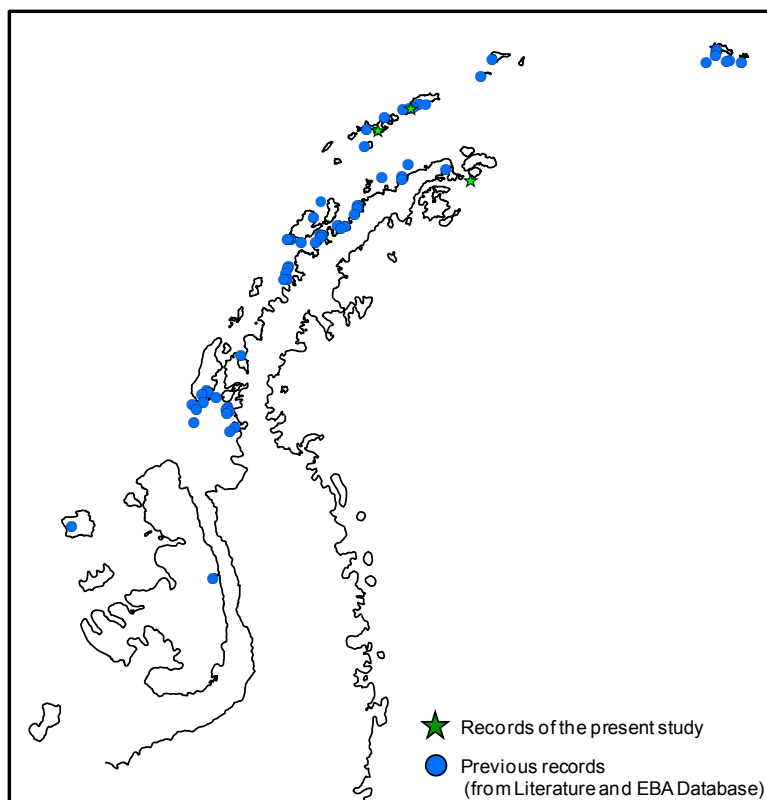 Records of the present study
Previous records
(from Literature and EBA Database)